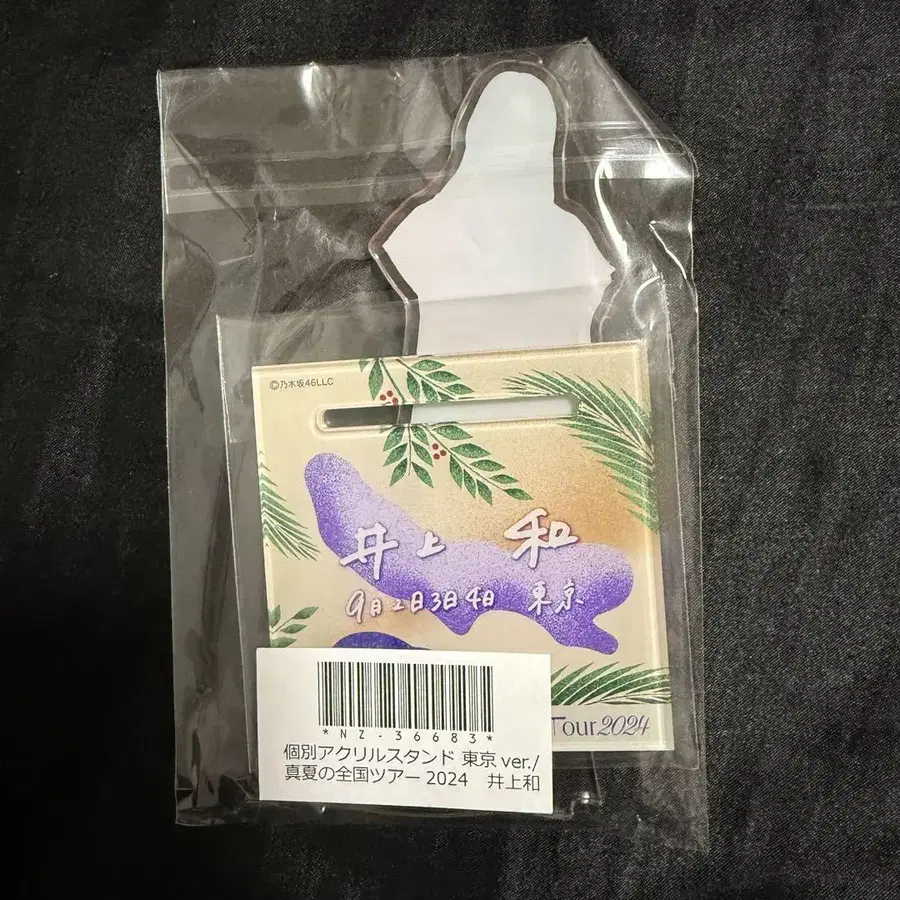 ©乃木坂46LLC
井上 和
9月2日3日4日 東京
Tour 2024
*NZ-36683*
個別アクリルスタンド 東京 ver./
真夏の全国ツアー 2024 井上和